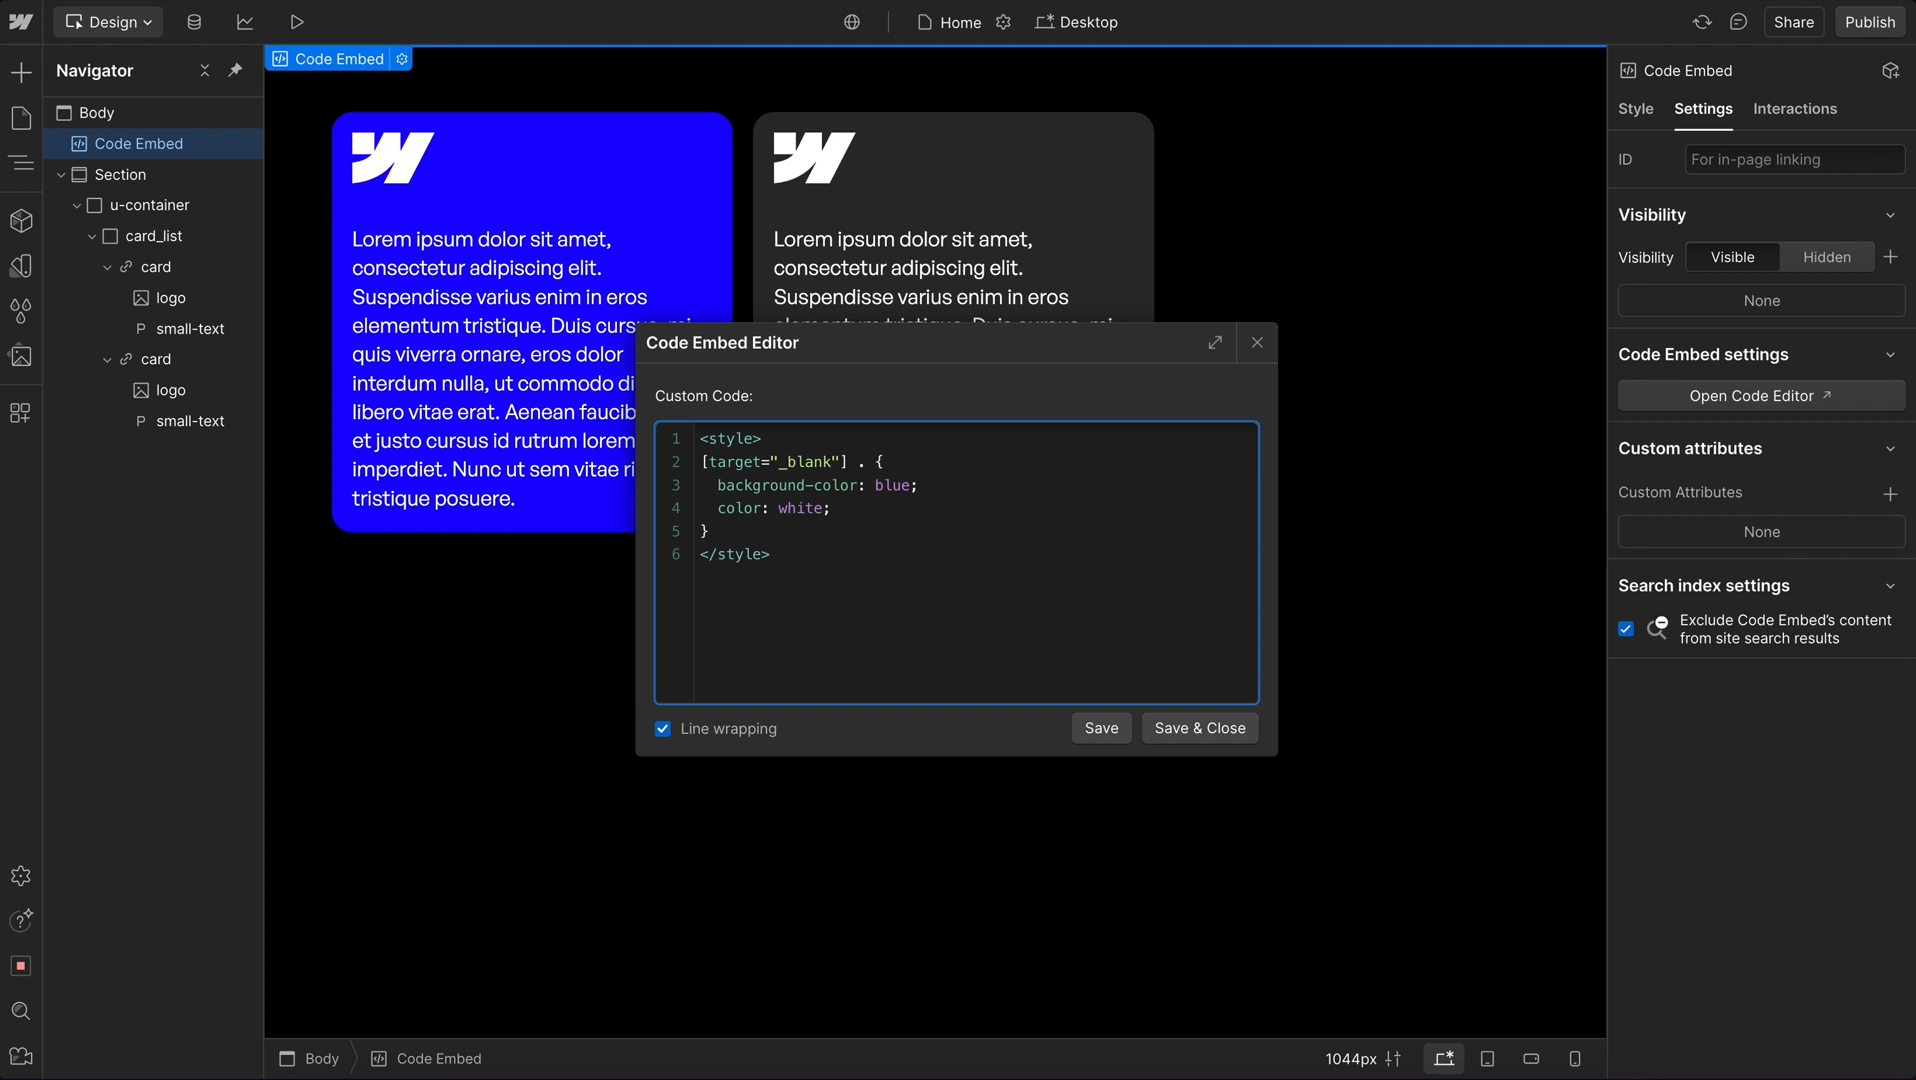 Design
Home
Desktop
Share
Publish
Navigator
Body
Code Embed
Section
u-container
card_list
card
logo
small-text
card
logo
small-text
Code Embed
Lorem ipsum dolor sit amet,
consectetur adipiscing elit.
Suspendisse varius enim in eros
elementum tristique. Duis
quis viverra ornare, eros dolor
interdum nulla, ut commodo
libero vitae erat. Aenean
et justo cursus id rutrum lorem
imperdiet. Nunc ut sem vitae
tristique posuere.
Lorem ipsum dolor sit amet,
consectetur adipiscing elit.
Suspendisse varius enim in eros
Code Embed Editor
Custom Code:
1 <style>
2 [target="_blank"] . {
3 background-color: blue;
4 color: white;
5 }
6 </style>
Line wrapping
Save
Save & Close
Code Embed
Style
Settings
Interactions
ID
For in-page linking
Visibility
Visibility
Visible
Hidden
None
Code Embed settings
Open Code Editor
Custom attributes
Custom Attributes
None
Search index settings
Exclude Code Embed's content
from site search results
Body
Code Embed
1044px